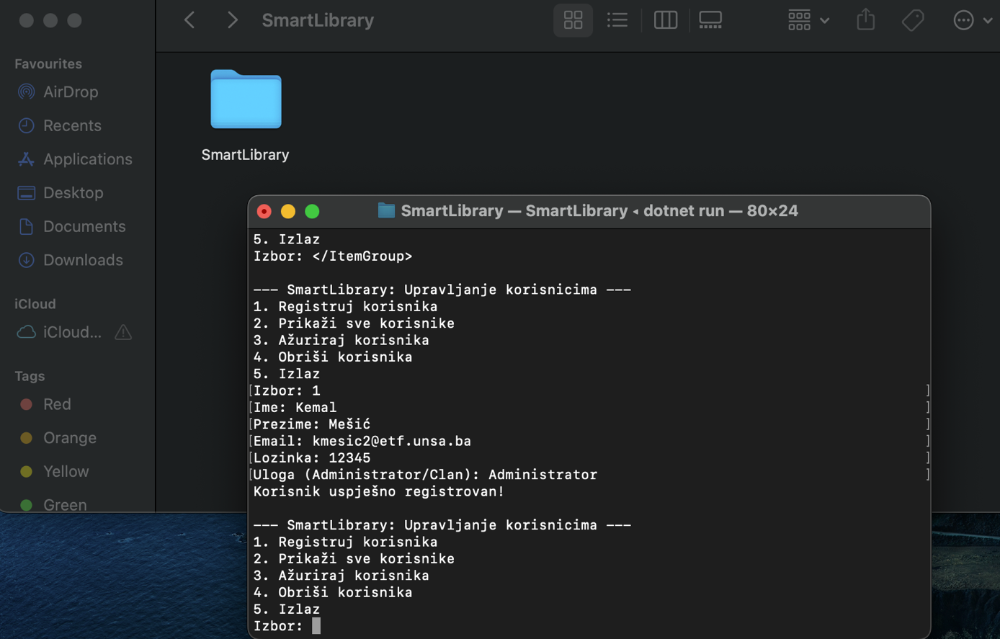 SmartLibrary
Favourites
AirDrop
Recents
Applications
Desktop
Documents
Downloads
iCloud
iCloud...
Tags
Red
Orange
Yellow
Green
SmartLibrary
SmartLibrary — SmartLibrary ◂ dotnet run — 80×24
5. Izlaz
Izbor: </ItemGroup>
--- SmartLibrary: Upravljanje korisnicima ---
1. Registruj korisnika
2. Prikaži sve korisnike
3. Ažuriraj korisnika
4. Obriši korisnika
5. Izlaz
[Izbor: 1 ]
[Ime: Kemal ]
[Prezime: Mešić ]
[Email: kmesic2@etf.unsa.ba ]
[Lozinka: 12345 ]
[Uloga (Administrator/Clan): Administrator ]
Korisnik uspješno registrovan!
--- SmartLibrary: Upravljanje korisnicima ---
1. Registruj korisnika
2. Prikaži sve korisnike
3. Ažuriraj korisnika
4. Obriši korisnika
5. Izlaz
Izbor: